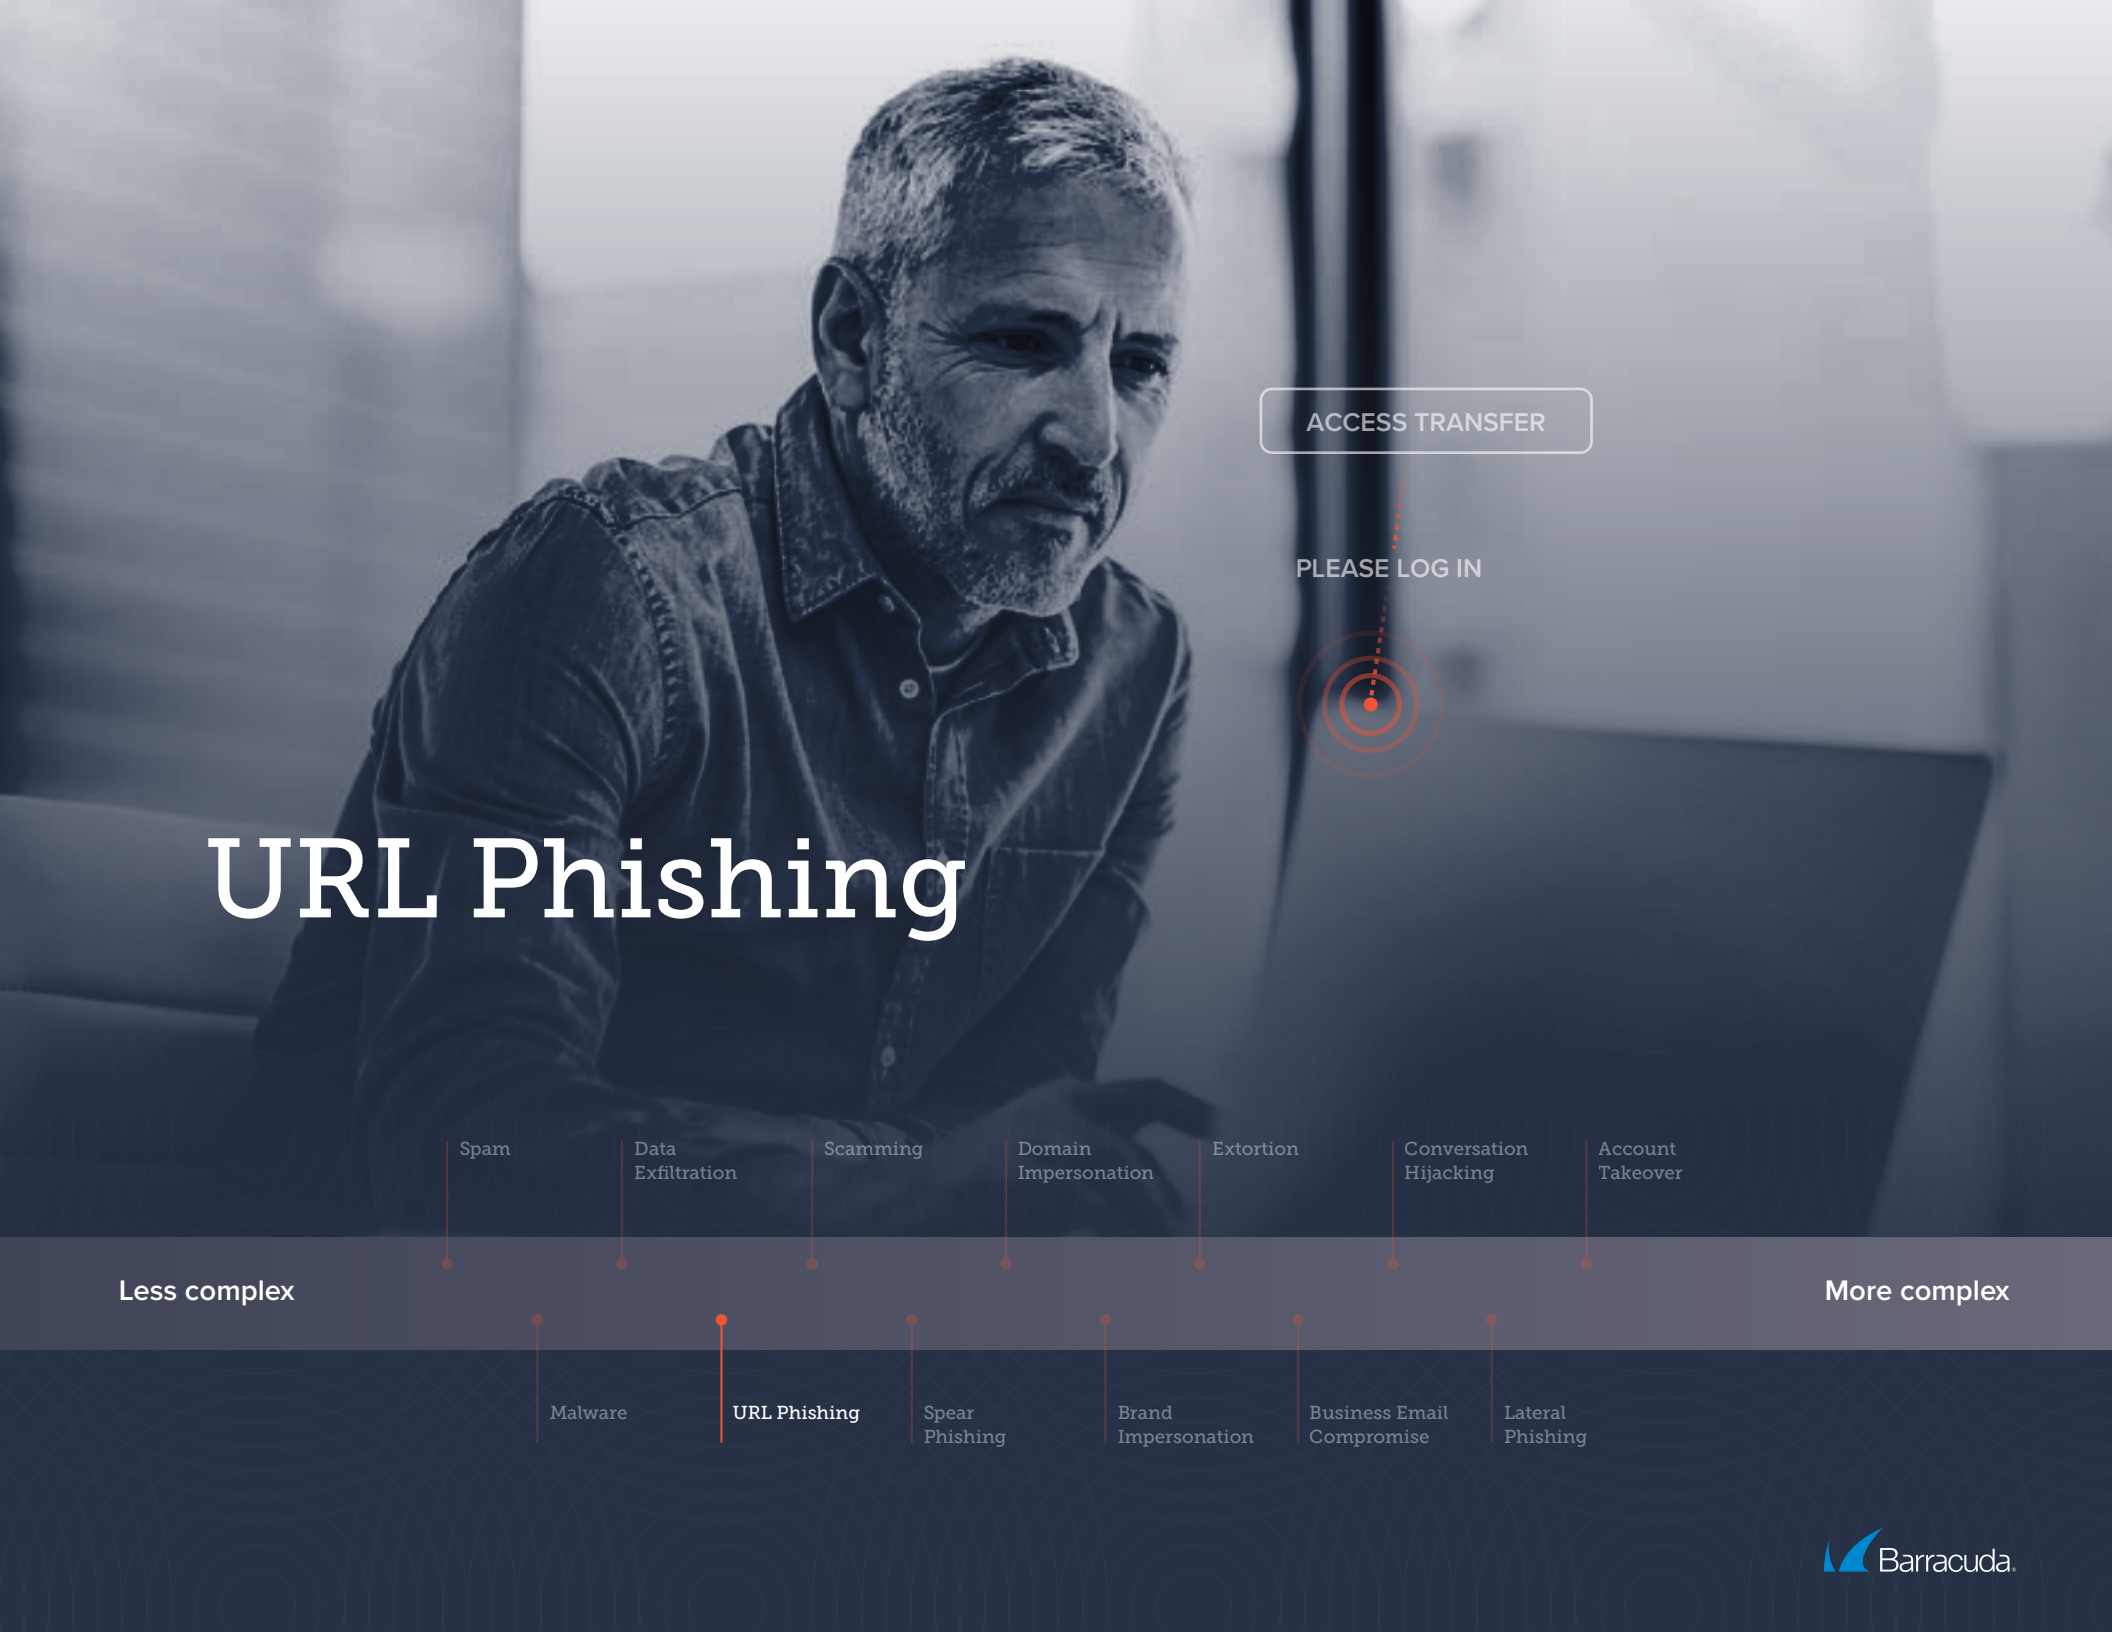 ACCESS TRANSFER
PLEASE LOG IN
URL Phishing
Spam
Data
Exfiltration
Scamming
Domain
Impersonation
Extortion
Conversation
Hijacking
Account
Takeover
Less complex
More complex
Malware
URL Phishing
Spear
Phishing
Brand
Impersonation
Business Email
Compromise
Lateral
Phishing
Barracuda